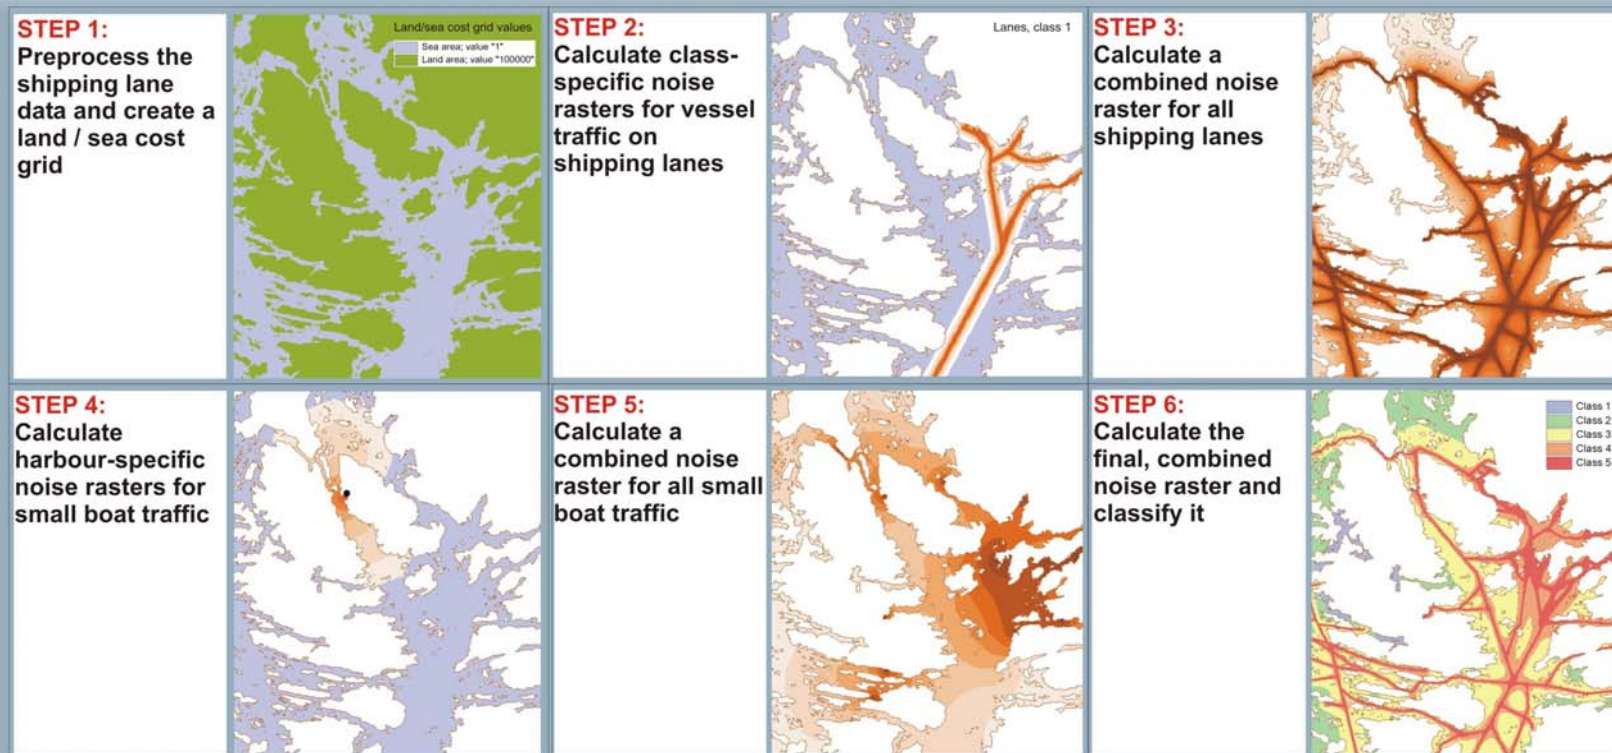 STEP 1:
Preprocess the
shipping lane
data and create a
land / sea cost
grid
Land/sea cost grid values
Sea area; value "1"
Land area; value "100000"
STEP 2:
Calculate class-
specific noise
rasters for vessel
traffic on
shipping lanes
Lanes, class 1
STEP 3:
Calculate a
combined noise
raster for all
shipping lanes
STEP 4:
Calculate
harbour-specific
noise rasters for
small boat traffic
STEP 5:
Calculate a
combined noise
raster for all small
boat traffic
STEP 6:
Calculate the
final, combined
noise raster and
classify it
Class 1
Class 2
Class 3
Class 4
Class 5